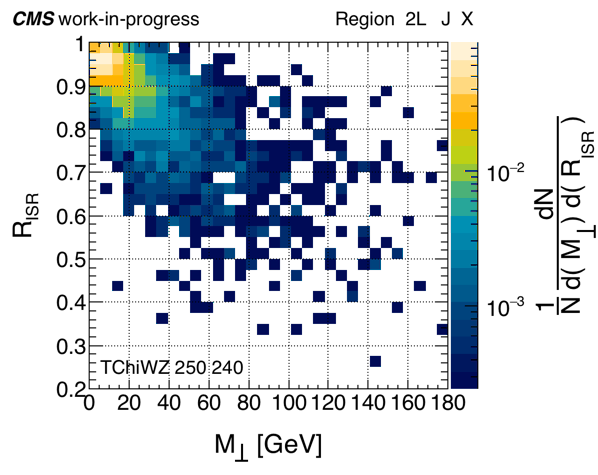 CMS work-in-progress Region 2L J X
1
0.9
0.8
0.7
0.6
0.5
0.4
0.3
0.2
R_ISR
TChiWZ 250 240
0 20 40 60 80 100 120 140 160 180
M_⊥ [GeV]
10^−2
10^−3
1/N dN/d( M_⊥ ) d( R_ISR )